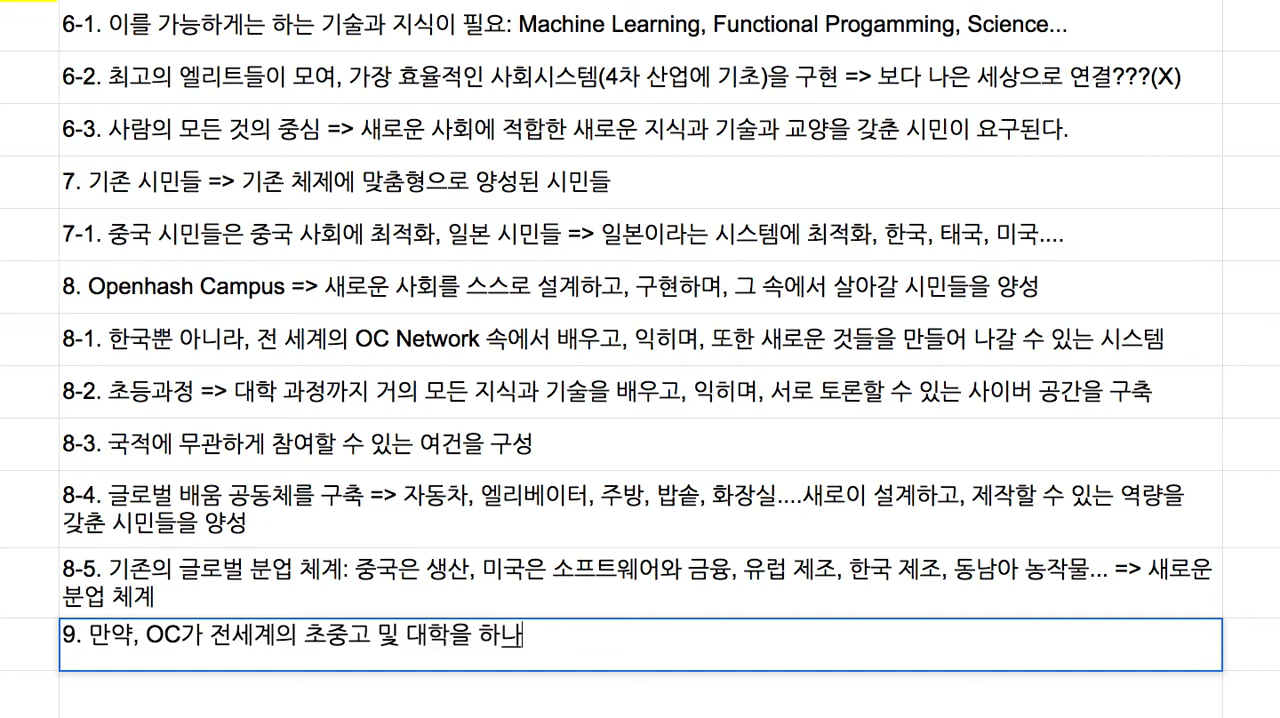 6-1. 이를 가능하게는 하는 기술과 지식이 필요: Machine Learning, Functional Progamming, Science...
6-2. 최고의 엘리트들이 모여, 가장 효율적인 사회시스템(4차 산업에 기초)을 구현 => 보다 나은 세상으로 연결???(X)
6-3. 사람의 모든 것의 중심 => 새로운 사회에 적합한 새로운 지식과 기술과 교양을 갖춘 시민이 요구된다.
7. 기존 시민들 => 기존 체제에 맞춤형으로 양성된 시민들
7-1. 중국 시민들은 중국 사회에 최적화, 일본 시민들 => 일본이라는 시스템에 최적화, 한국, 태국, 미국....
8. Openhash Campus => 새로운 사회를 스스로 설계하고, 구현하며, 그 속에서 살아갈 시민들을 양성
8-1. 한국뿐 아니라, 전 세계의 OC Network 속에서 배우고, 익히며, 또한 새로운 것들을 만들어 나갈 수 있는 시스템
8-2. 초등과정 => 대학 과정까지 거의 모든 지식과 기술을 배우고, 익히며, 서로 토론할 수 있는 사이버 공간을 구축
8-3. 국적에 무관하게 참여할 수 있는 여건을 구성
8-4. 글로벌 배움 공동체를 구축 => 자동차, 엘리베이터, 주방, 밥솥, 화장실....새로이 설계하고, 제작할 수 있는 역량을
갖춘 시민들을 양성
8-5. 기존의 글로벌 분업 체계: 중국은 생산, 미국은 소프트웨어와 금융, 유럽 제조, 한국 제조, 동남아 농작물... => 새로운
분업 체계
9. 만약, OC가 전세계의 초중고 및 대학을 하나